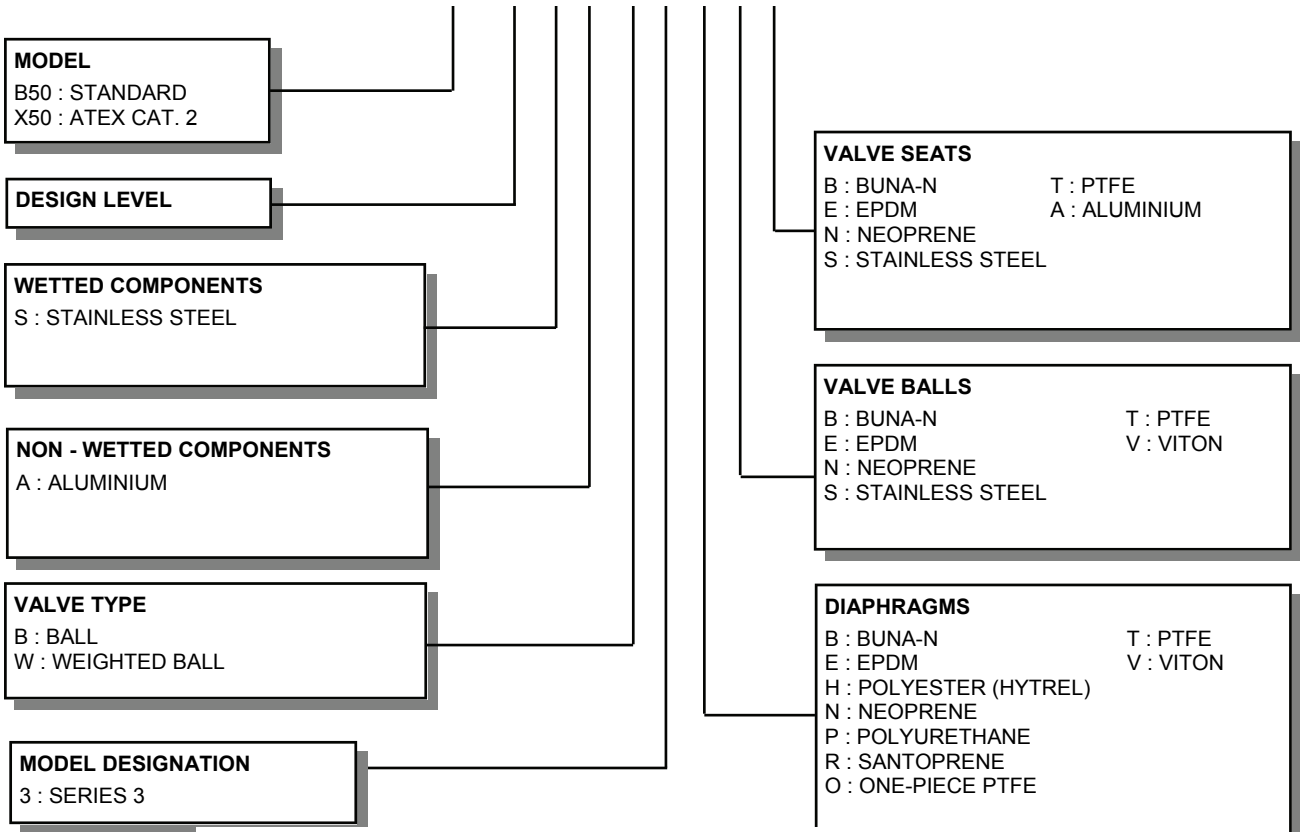 MODEL
B50 : STANDARD
X50 : ATEX CAT. 2
DESIGN LEVEL
WETTED COMPONENTS
S : STAINLESS STEEL
NON - WETTED COMPONENTS
A : ALUMINIUM
VALVE TYPE
B : BALL
W : WEIGHTED BALL
MODEL DESIGNATION
3 : SERIES 3
VALVE SEATS
B : BUNA-N T : PTFE
E : EPDM A : ALUMINIUM
N : NEOPRENE
S : STAINLESS STEEL
VALVE BALLS
B : BUNA-N T : PTFE
E : EPDM V : VITON
N : NEOPRENE
S : STAINLESS STEEL
DIAPHRAGMS
B : BUNA-N T : PTFE
E : EPDM V : VITON
H : POLYESTER (HYTREL)
N : NEOPRENE
P : POLYURETHANE
R : SANTOPRENE
O : ONE-PIECE PTFE